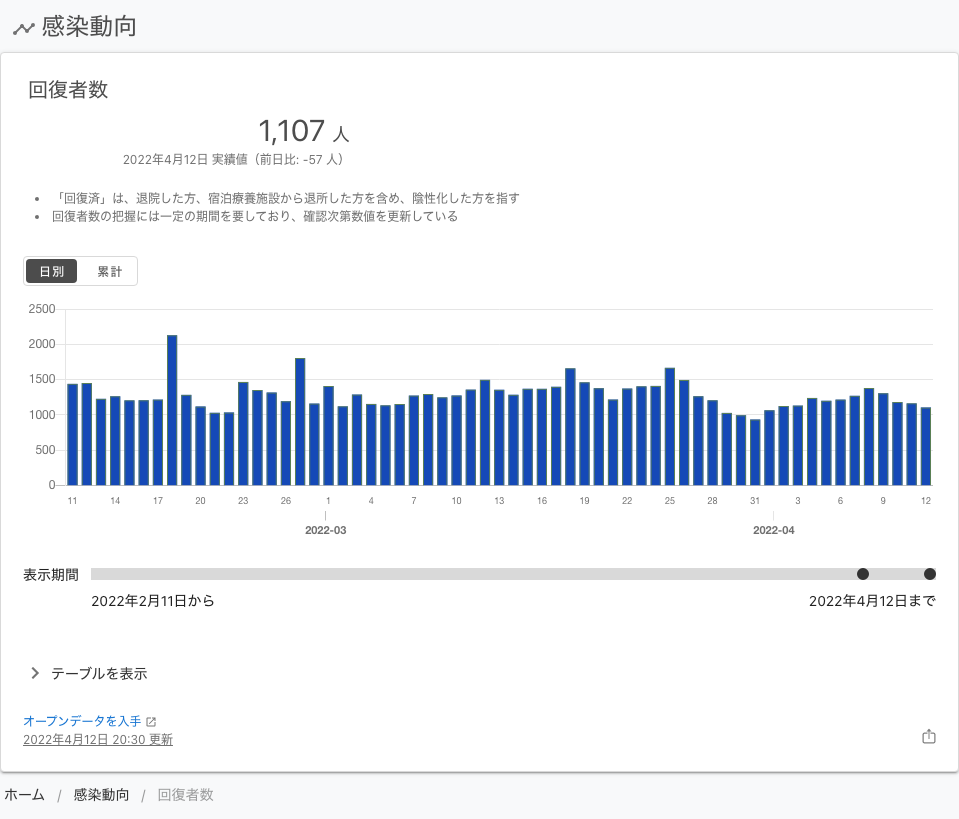 感染動向
回復者数
1,107 人
2022年4月12日 実績値（前日比: -57 人）
• 「回復済」は、退院した方、宿泊療養施設から退所した方を含め、陰性化した方を指す
• 回復者数の把握には一定の期間を要しており、確認次第数値を更新している
日別 累計
2500
2000
1500
1000
500
0
11 14 17 20 23 26 1 4 7 10 13 16 19 22 25 28 31 3 6 9 12
2022-03 2022-04
表示期間
2022年2月11日から 2022年4月12日まで
テーブルを表示
オープンデータを入手
2022年4月12日 20:30 更新
ホーム / 感染動向 / 回復者数